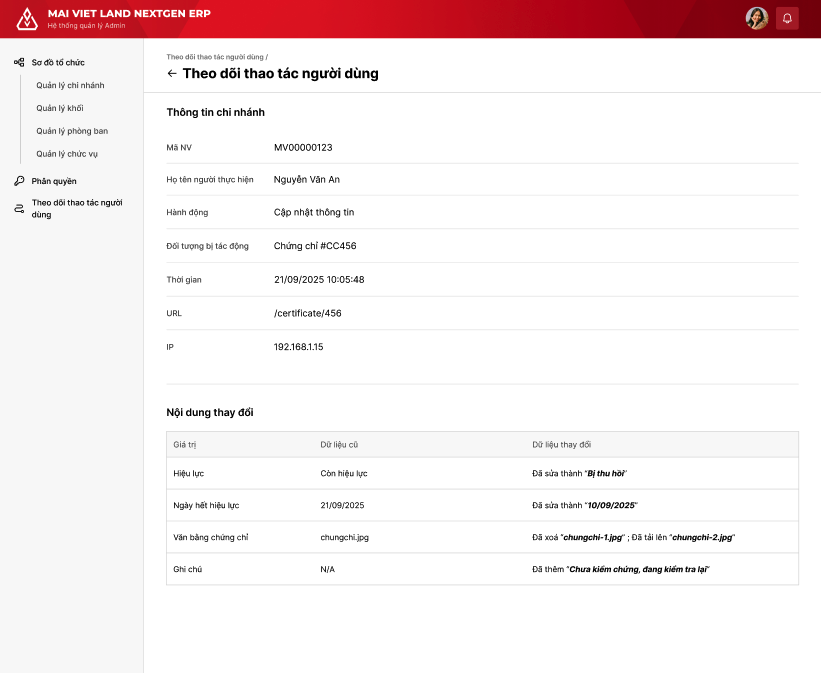 MAI VIET LAND NEXTGEN ERP
Hệ thống quản lý Admin
Sơ đồ tổ chức
Quản lý chi nhánh
Quản lý khối
Quản lý phòng ban
Quản lý chức vụ
Phân quyền
Theo dõi thao tác người
dùng
Theo dõi thao tác người dùng /
← Theo dõi thao tác người dùng
Thông tin chi nhánh
Mã NV MV00000123
Họ tên người thực hiện Nguyễn Văn An
Hành động Cập nhật thông tin
Đối tượng bị tác động Chứng chỉ #CC456
Thời gian 21/09/2025 10:05:48
URL /certificate/456
IP 192.168.1.15
Nội dung thay đổi
Giá trị Dữ liệu cũ Dữ liệu thay đổi
Hiệu lực Còn hiệu lực Đã sửa thành "Bị thu hồi"
Ngày hết hiệu lực 21/09/2025 Đã sửa thành "10/09/2025"
Văn bằng chứng chỉ chungchi.jpg Đã xoá "chungchi-1.jpg" ; Đã tải lên "chungchi-2.jpg"
Ghi chú N/A Đã thêm "Chưa kiểm chứng, đang kiểm tra lại"